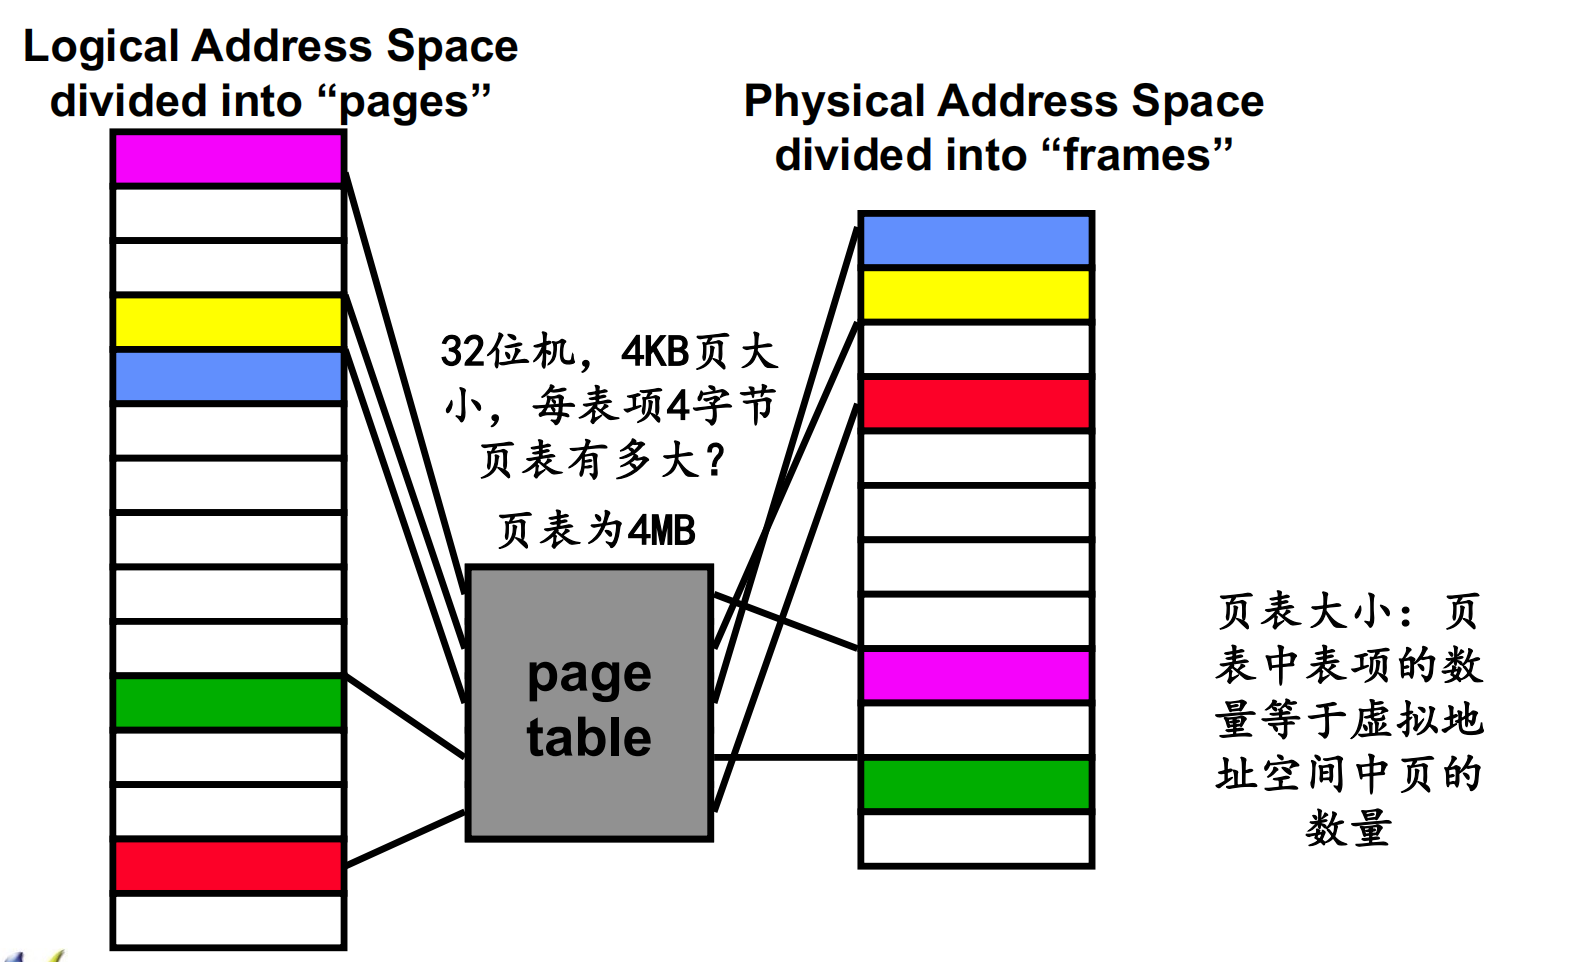 Logical Address Space
divided into “pages”
Physical Address Space
divided into “frames”
32位机，4KB页大
小，每表项4字节
页表有多大？
页表为4MB
page
table
页表大小：页
表中表项的数
量等于虚拟地
址空间中页的
数量